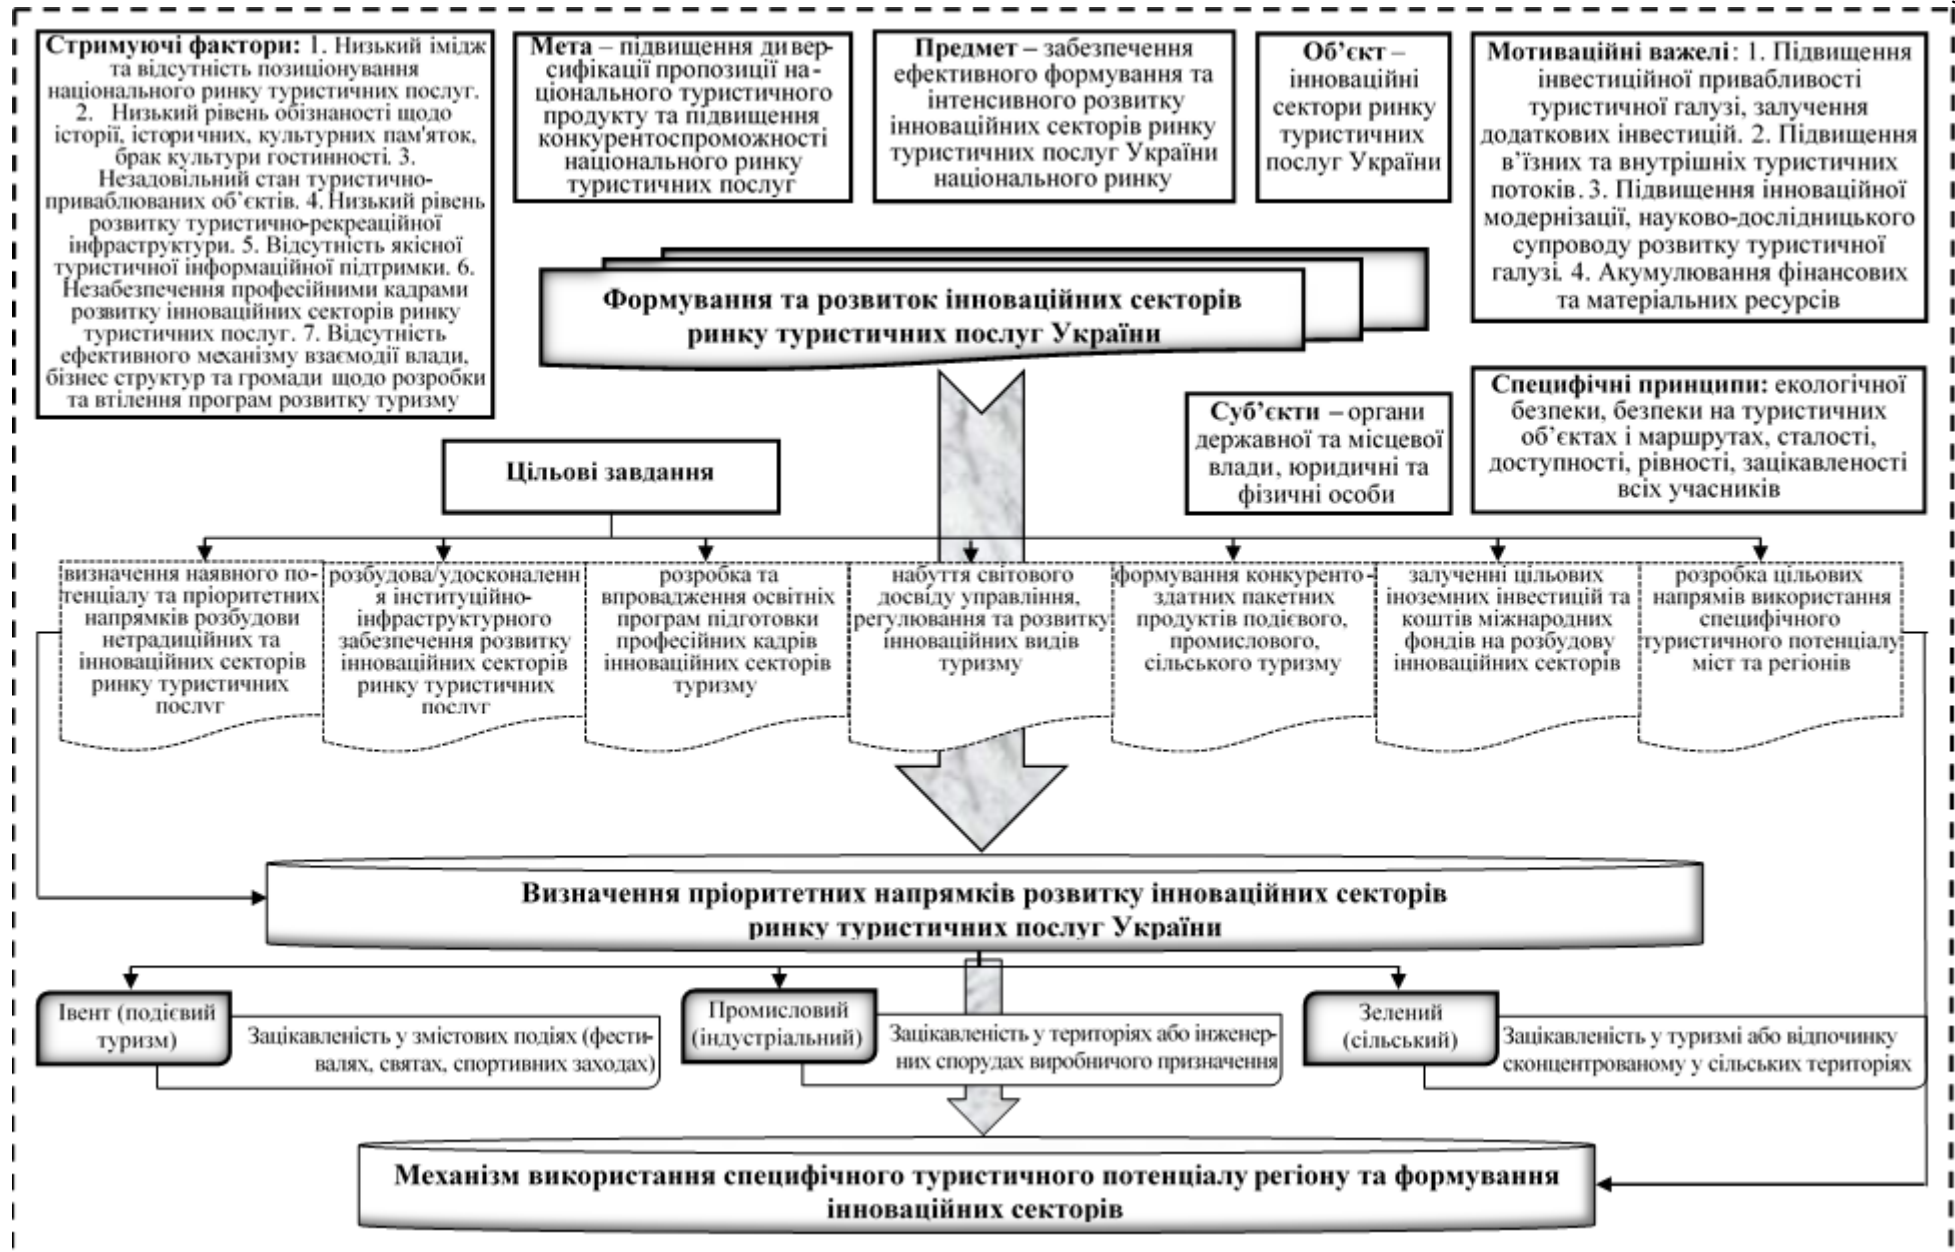 Стримуючі фактори: 1. Низький імідж
та відсутність позиціонування
національного ринку туристичних послуг.
2. Низький рівень обізнаності щодо
історії, історичних, культурних пам'яток,
брак культури гостинності. 3.
Незадовільний стан туристично-
приваблюваних об’єктів. 4. Низький рівень
розвитку туристично-рекреаційної
інфраструктури. 5. Відсутність якісної
туристичної інформаційної підтримки. 6.
Незабезпечення професійними кадрами
розвитку інноваційних секторів ринку
туристичних послуг. 7. Відсутність
ефективного механізму взаємодії влади,
бізнес структур та громади щодо розробки
та втілення програм розвитку туризму
Мета – підвищення дивер-
сифікації пропозиції на-
ціонального туристичного
продукту та підвищення
конкурентоспроможності
національного ринку
туристичних послуг
Предмет – забезпечення
ефективного формування та
інтенсивного розвитку
інноваційних секторів ринку
туристичних послуг України
національного ринку
Об’єкт –
інноваційні
сектори ринку
туристичних
послуг України
Мотиваційні важелі: 1. Підвищення
інвестиційної привабливості
туристичної галузі, залучення
додаткових інвестицій. 2. Підвищення
в’їзних та внутрішніх туристичних
потоків. 3. Підвищення інноваційної
модернізації, науково-дослідницького
супроводу розвитку туристичної
галузі. 4. Акумулювання фінансових
та матеріальних ресурсів
Формування та розвиток інноваційних секторів
ринку туристичних послуг України
Суб’єкти – органи
державної та місцевої
влади, юридичні та
фізичні особи
Специфічні принципи: екологічної
безпеки, безпеки на туристичних
об’єктах і маршрутах, сталості,
доступності, рівності, зацікавленості
всіх учасників
Цільові завдання
визначення наявного по-
тенціалу та пріоритетних
напрямків розбудови
нетрадиційних та
інноваційних секторів
ринку туристичних
послуг
розбудова/удосконаленн
я інституційно-
інфраструктурного
забезпечення розвитку
інноваційних секторів
ринку туристичних
послуг
розробка та
впровадження освітніх
програм підготовки
професійних кадрів
інноваційних секторів
туризму
набуття світового
досвіду управління,
регулювання та розвитку
інноваційних видів
туризму
формування конкуренто-
здатних пакетних
продуктів подієвого,
промислового,
сільського туризму
залученні цільових
іноземних інвестицій та
коштів міжнародних
фондів на розбудову
інноваційних секторів
розробка цільових
напрямів використання
специфічного
туристичного потенціалу
міст та регіонів
Визначення пріоритетних напрямків розвитку інноваційних секторів
ринку туристичних послуг України
Івент (подієвий
туризм)
Зацікавленість у змістових подіях (фести-
валях, святах, спортивних заходах)
Промисловий
(індустріальний)
Зацікавленість у територіях або інженер-
них спорудах виробничого призначення
Зелений
(сільський)
Зацікавленість у туризмі або відпочинку
сконцентрованому у сільських територіях
Механізм використання специфічного туристичного потенціалу регіону та формування
інноваційних секторів